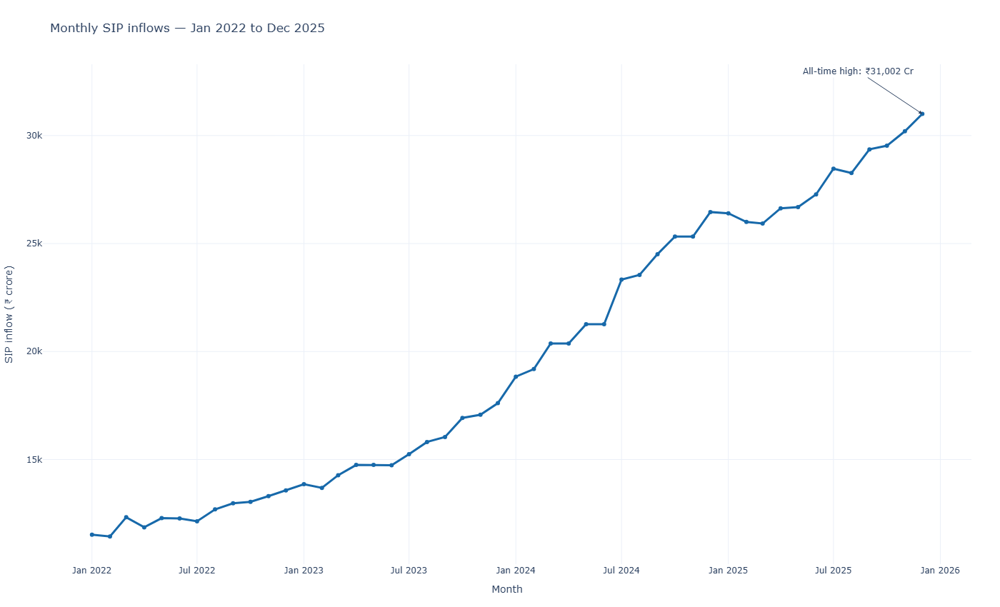 Monthly SIP inflows — Jan 2022 to Dec 2025
All-time high: ₹31,002 Cr
30k
25k
20k
15k
SIP inflow (₹ crore)
Jan 2022
Jul 2022
Jan 2023
Jul 2023
Jan 2024
Jul 2024
Jan 2025
Jul 2025
Jan 2026
Month